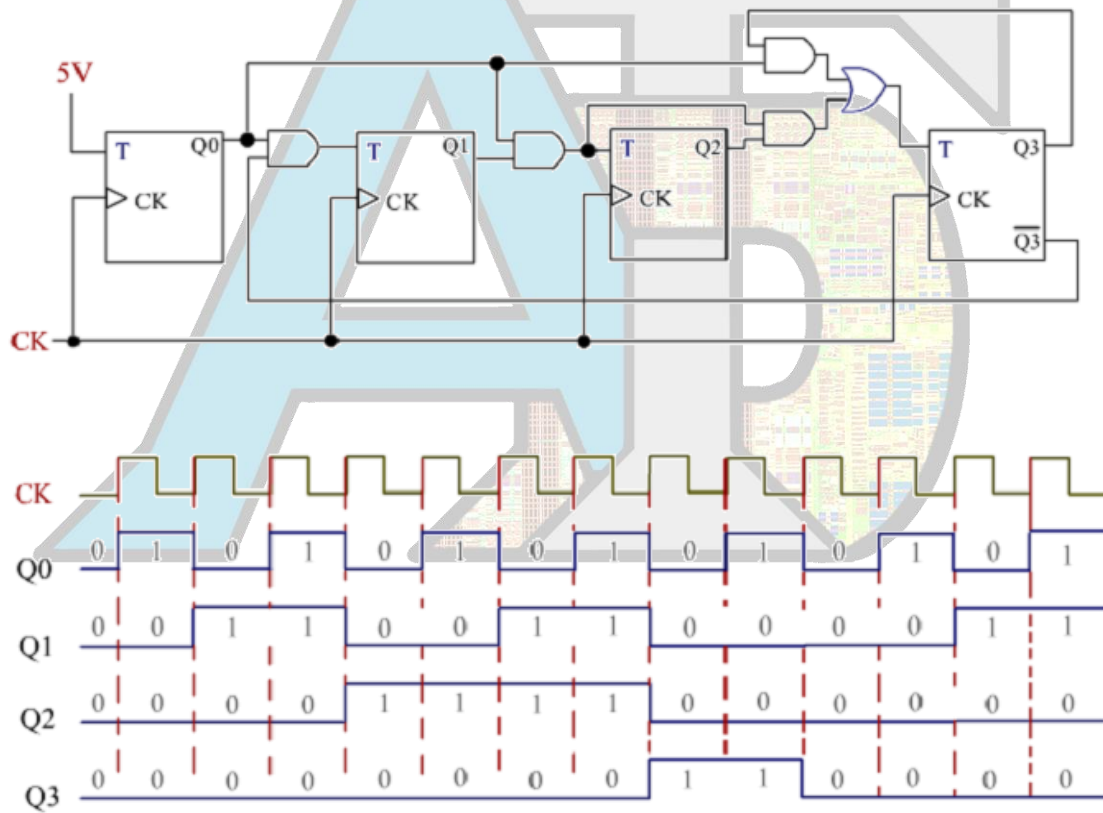 5V
T Q0 T Q1 T Q2 T Q3
CK CK CK CK
Q3
CK
CK
Q0 0 1 0 1 0 1 0 1 0 1 0 1 0 1
Q1 0 0 1 1 0 0 1 1 0 0 0 0 1 1
Q2 0 0 0 0 1 1 1 1 0 0 0 0 0 0
Q3 0 0 0 0 0 0 0 0 1 1 0 0 0 0